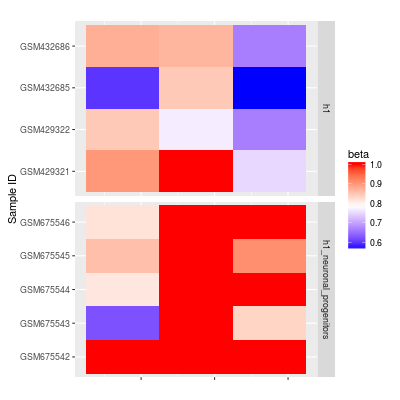 GSM432686
GSM432685
GSM429322
GSM429321
h1
GSM675546
GSM675545
GSM675544
GSM675543
GSM675542
h1_neuronal_progenitors
Sample ID
beta
1.0
0.9
0.8
0.7
0.6